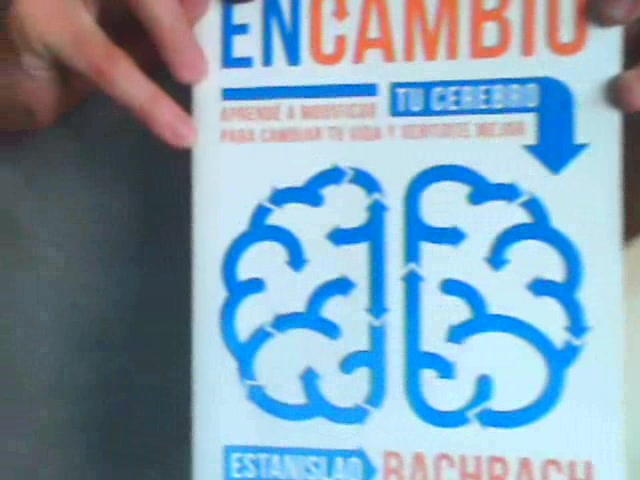 ENCAMBIO
APRENDÉ A MODIFICAR TU CEREBRO
PARA CAMBIAR TU VIDA Y SENTIRTE MEJOR
ESTANISLAO BACHRACH